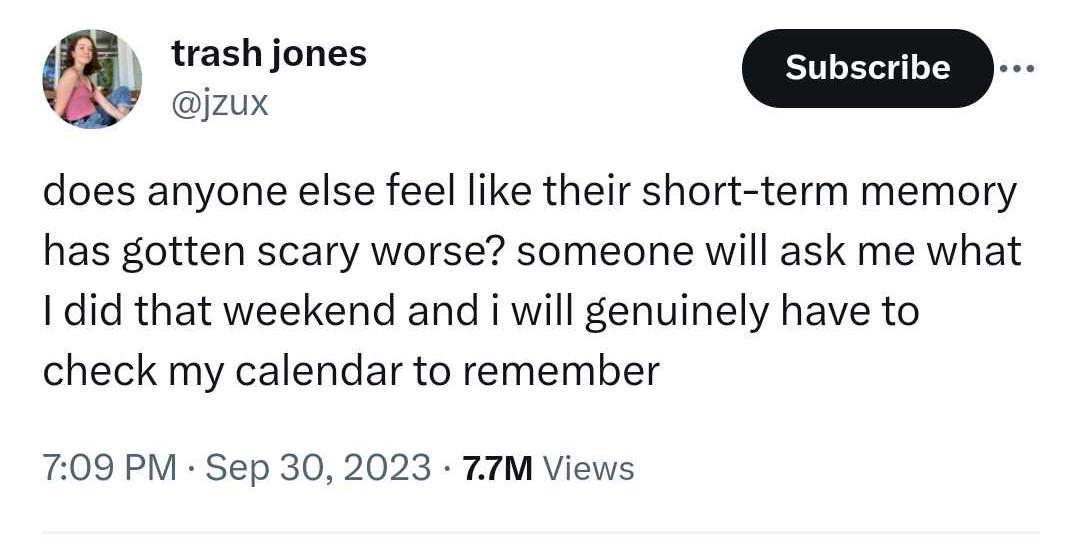 trash jones
Subscribe
@jzux
does anyone else feel like their short-term memory
has gotten scary worse? someone will ask me what
I did that weekend and i will genuinely have to
check my calendar to remember
7:09 PM · Sep 30, 2023 · 7.7M Views